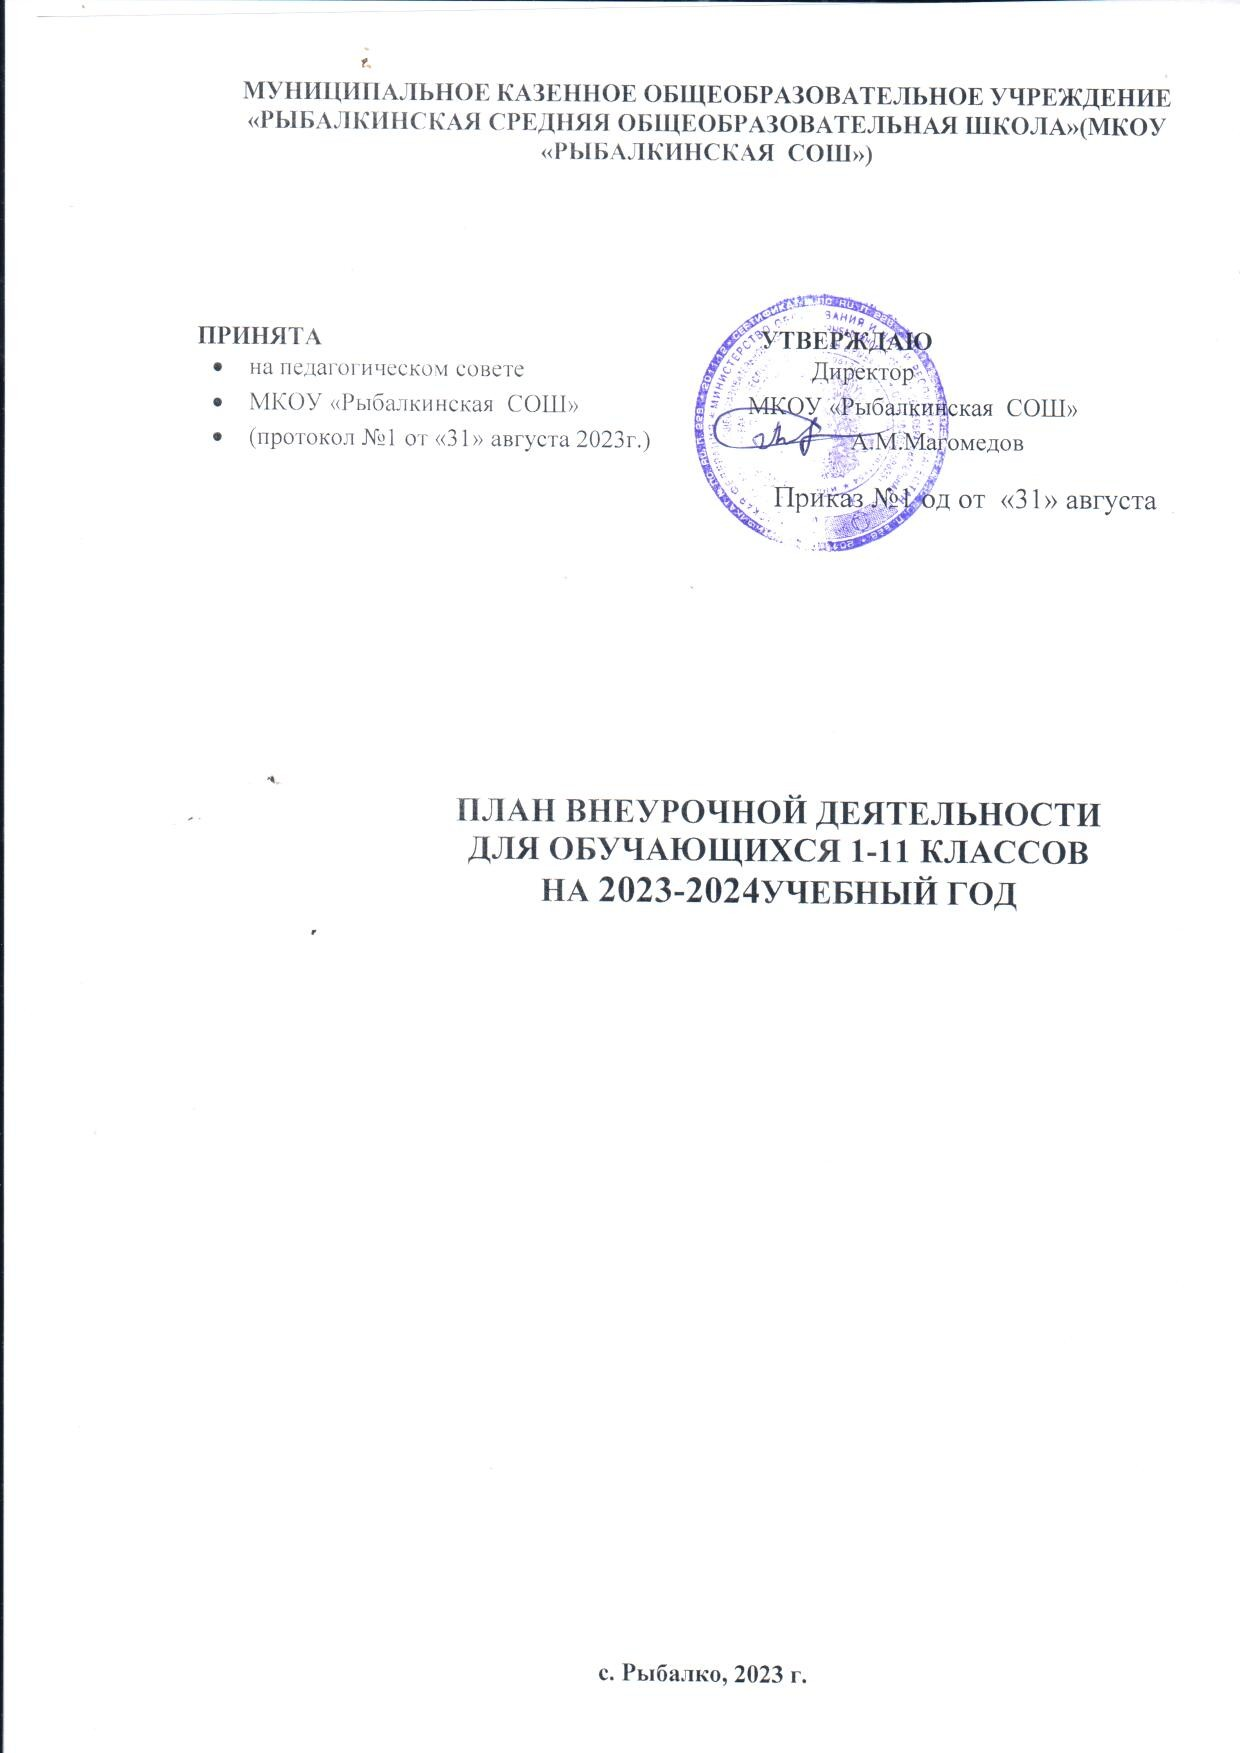 МУНИЦИПАЛЬНОЕ КАЗЕННОЕ ОБЩЕОБРАЗОВАТЕЛЬНОЕ УЧРЕЖДЕНИЕ
«РЫБАЛКИНСКАЯ СРЕДНЯЯ ОБЩЕОБРАЗОВАТЕЛЬНАЯ ШКОЛА»(МКОУ
«РЫБАЛКИНСКАЯ СОШ»)
ПРИНЯТА
• на педагогическом совете
• МКОУ «Рыбалкинская СОШ»
• (протокол №1 от «31» августа 2023г.)
УТВЕРЖДАЮ
Директор
МКОУ «Рыбалкинская СОШ»
А.М.Магомедов
Приказ №1 од от «31» августа
ПЛАН ВНЕУРОЧНОЙ ДЕЯТЕЛЬНОСТИ
ДЛЯ ОБУЧАЮЩИХСЯ 1-11 КЛАССОВ
НА 2023-2024УЧЕБНЫЙ ГОД
с. Рыбалко, 2023 г.